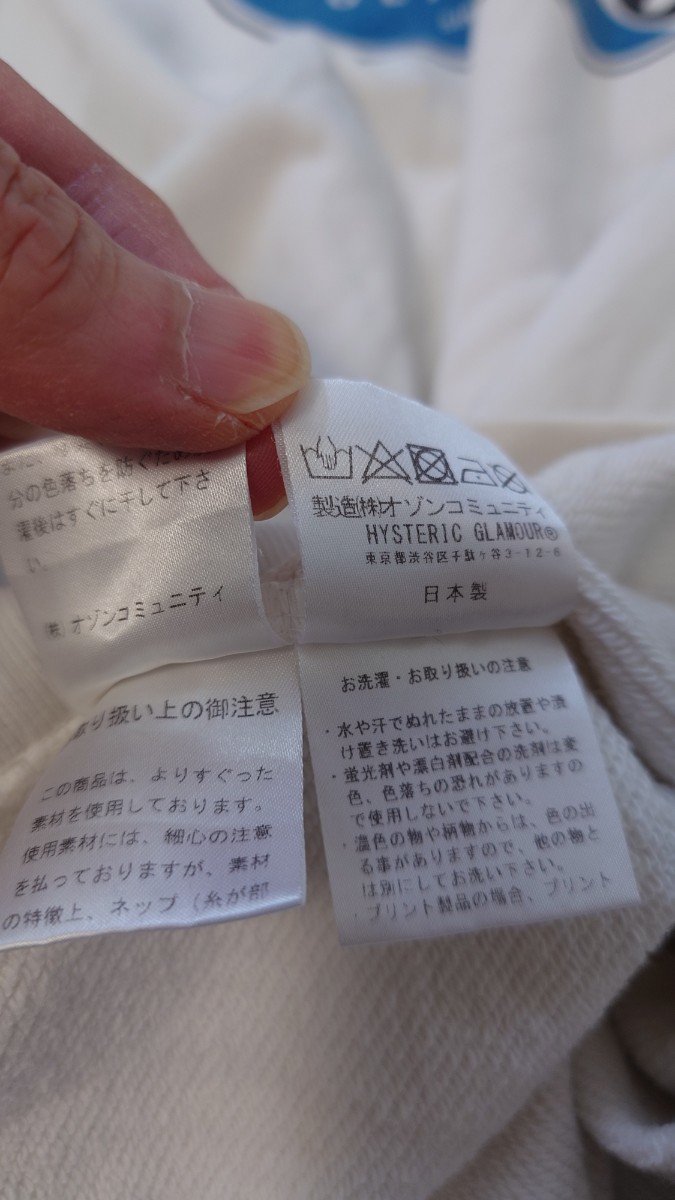 分の色落ちを防ぐため
濯後はすぐに干して下さ
い。
(株) オゾンコミュニティ
製造(株)オゾンコミュニティ
HYSTERIC GLAMOUR®
東京都渋谷区千駄ヶ谷3-12-6
日本製
り扱い上の御注意
この商品は、よりすぐった
素材を使用しております。
使用素材には、細心の注意
を払っておりますが、素材
の特徴上、ネップ（糸が部
お洗濯・お取り扱いの注意
・水や汗でぬれたままの放置や漬
け置き洗いはお避け下さい。
・蛍光剤や漂白剤配合の洗剤は変
色、色落ちの恐れがありますの
で使用しないで下さい。
・濃色の物や柄物からは、色の出
る事がありますので、他の物と
は別にしてお洗い下さい。
・プリント製品の場合、プリント